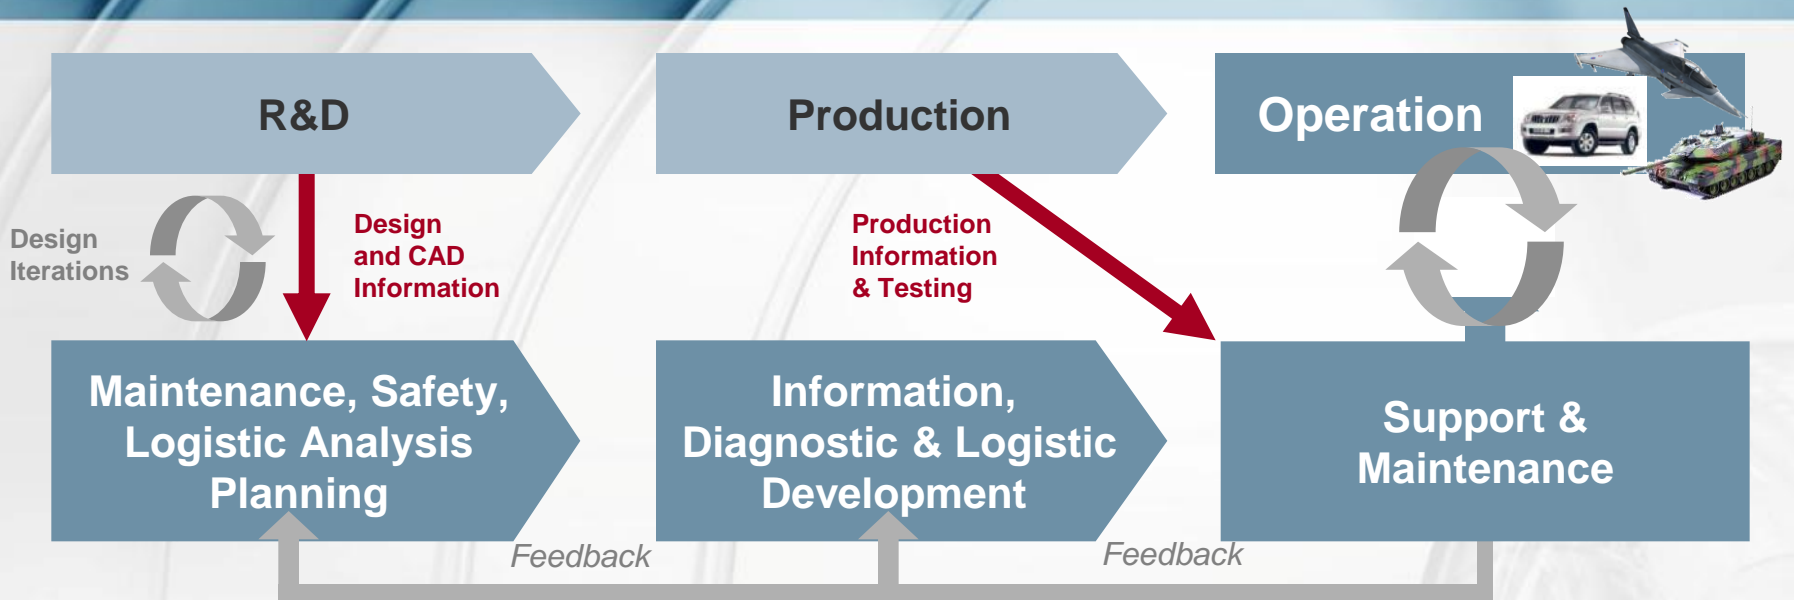 R&D
Production
Operation
Design
Iterations
Design
and CAD
Information
Production
Information
& Testing
Maintenance, Safety,
Logistic Analysis
Planning
Information,
Diagnostic & Logistic
Development
Support &
Maintenance
Feedback
Feedback